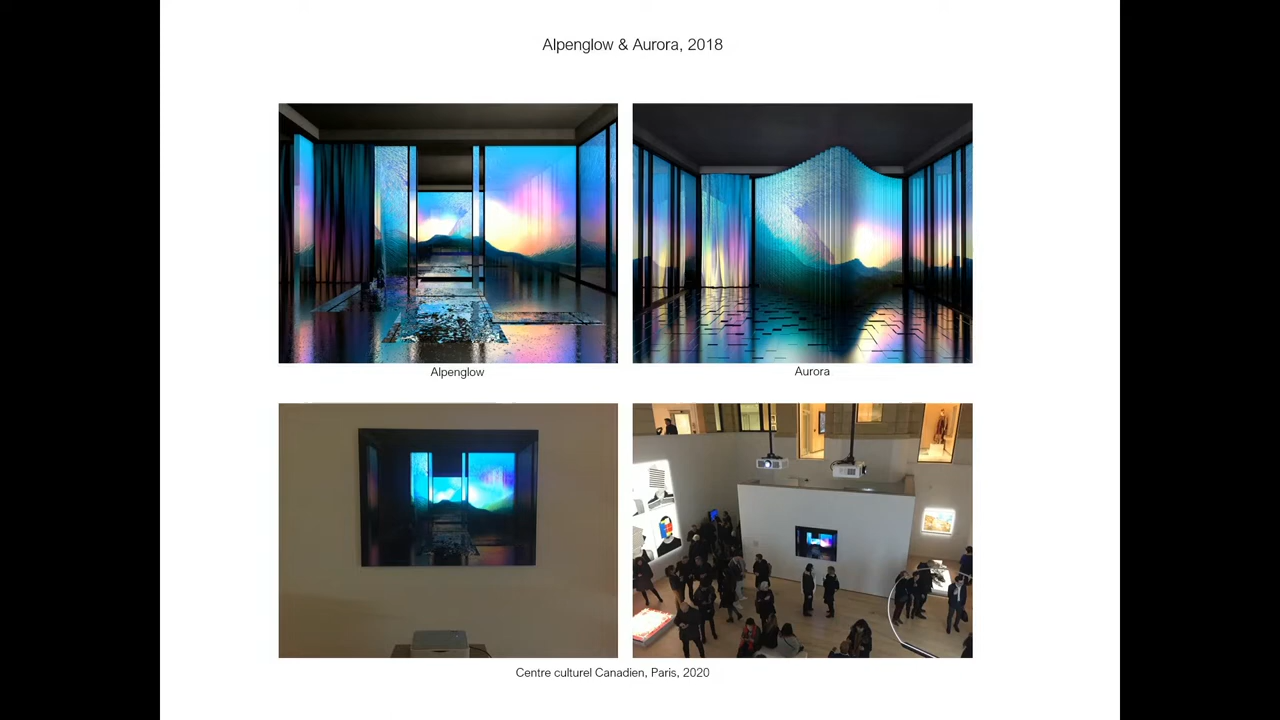 Alpenglow & Aurora, 2018
Alpenglow
Aurora
Centre culturel Canadien, Paris, 2020